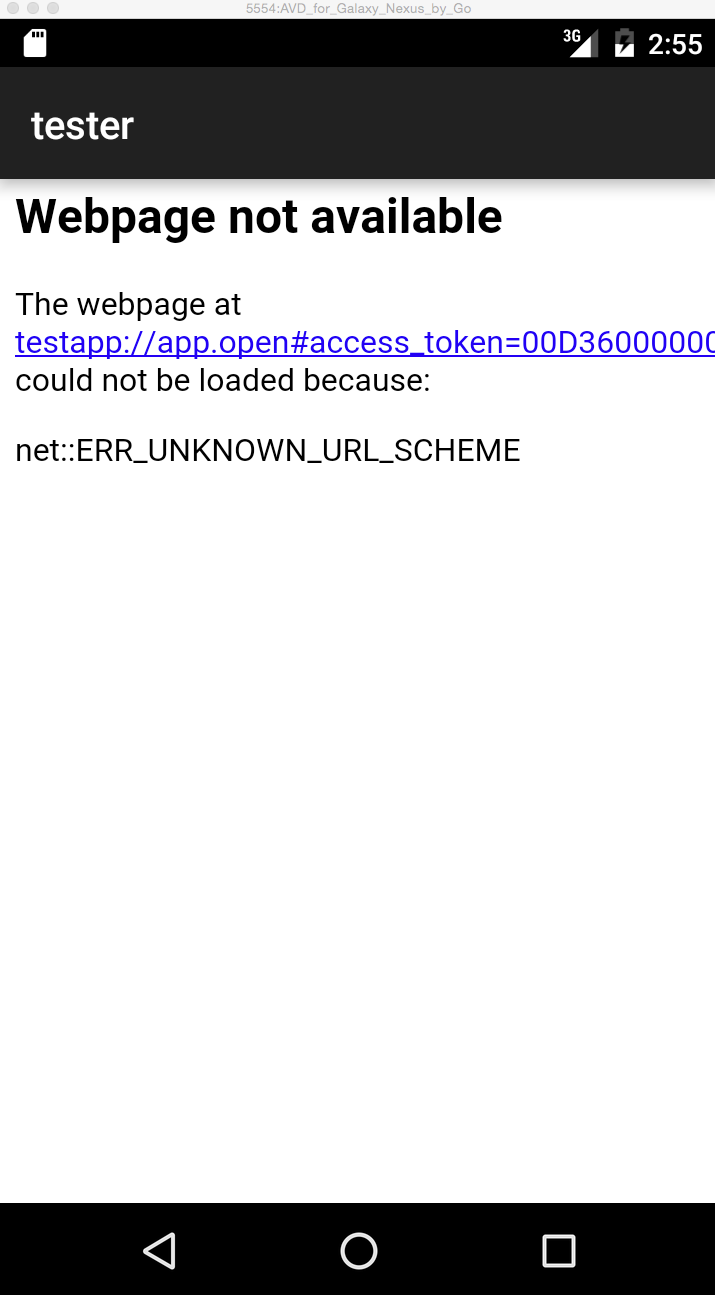 5554:AVD_for_Galaxy_Nexus_by_Go
3G 2:55
tester
Webpage not available
The webpage at
testapp://app.open#access_token=00D36000000
could not be loaded because:
net::ERR_UNKNOWN_URL_SCHEME